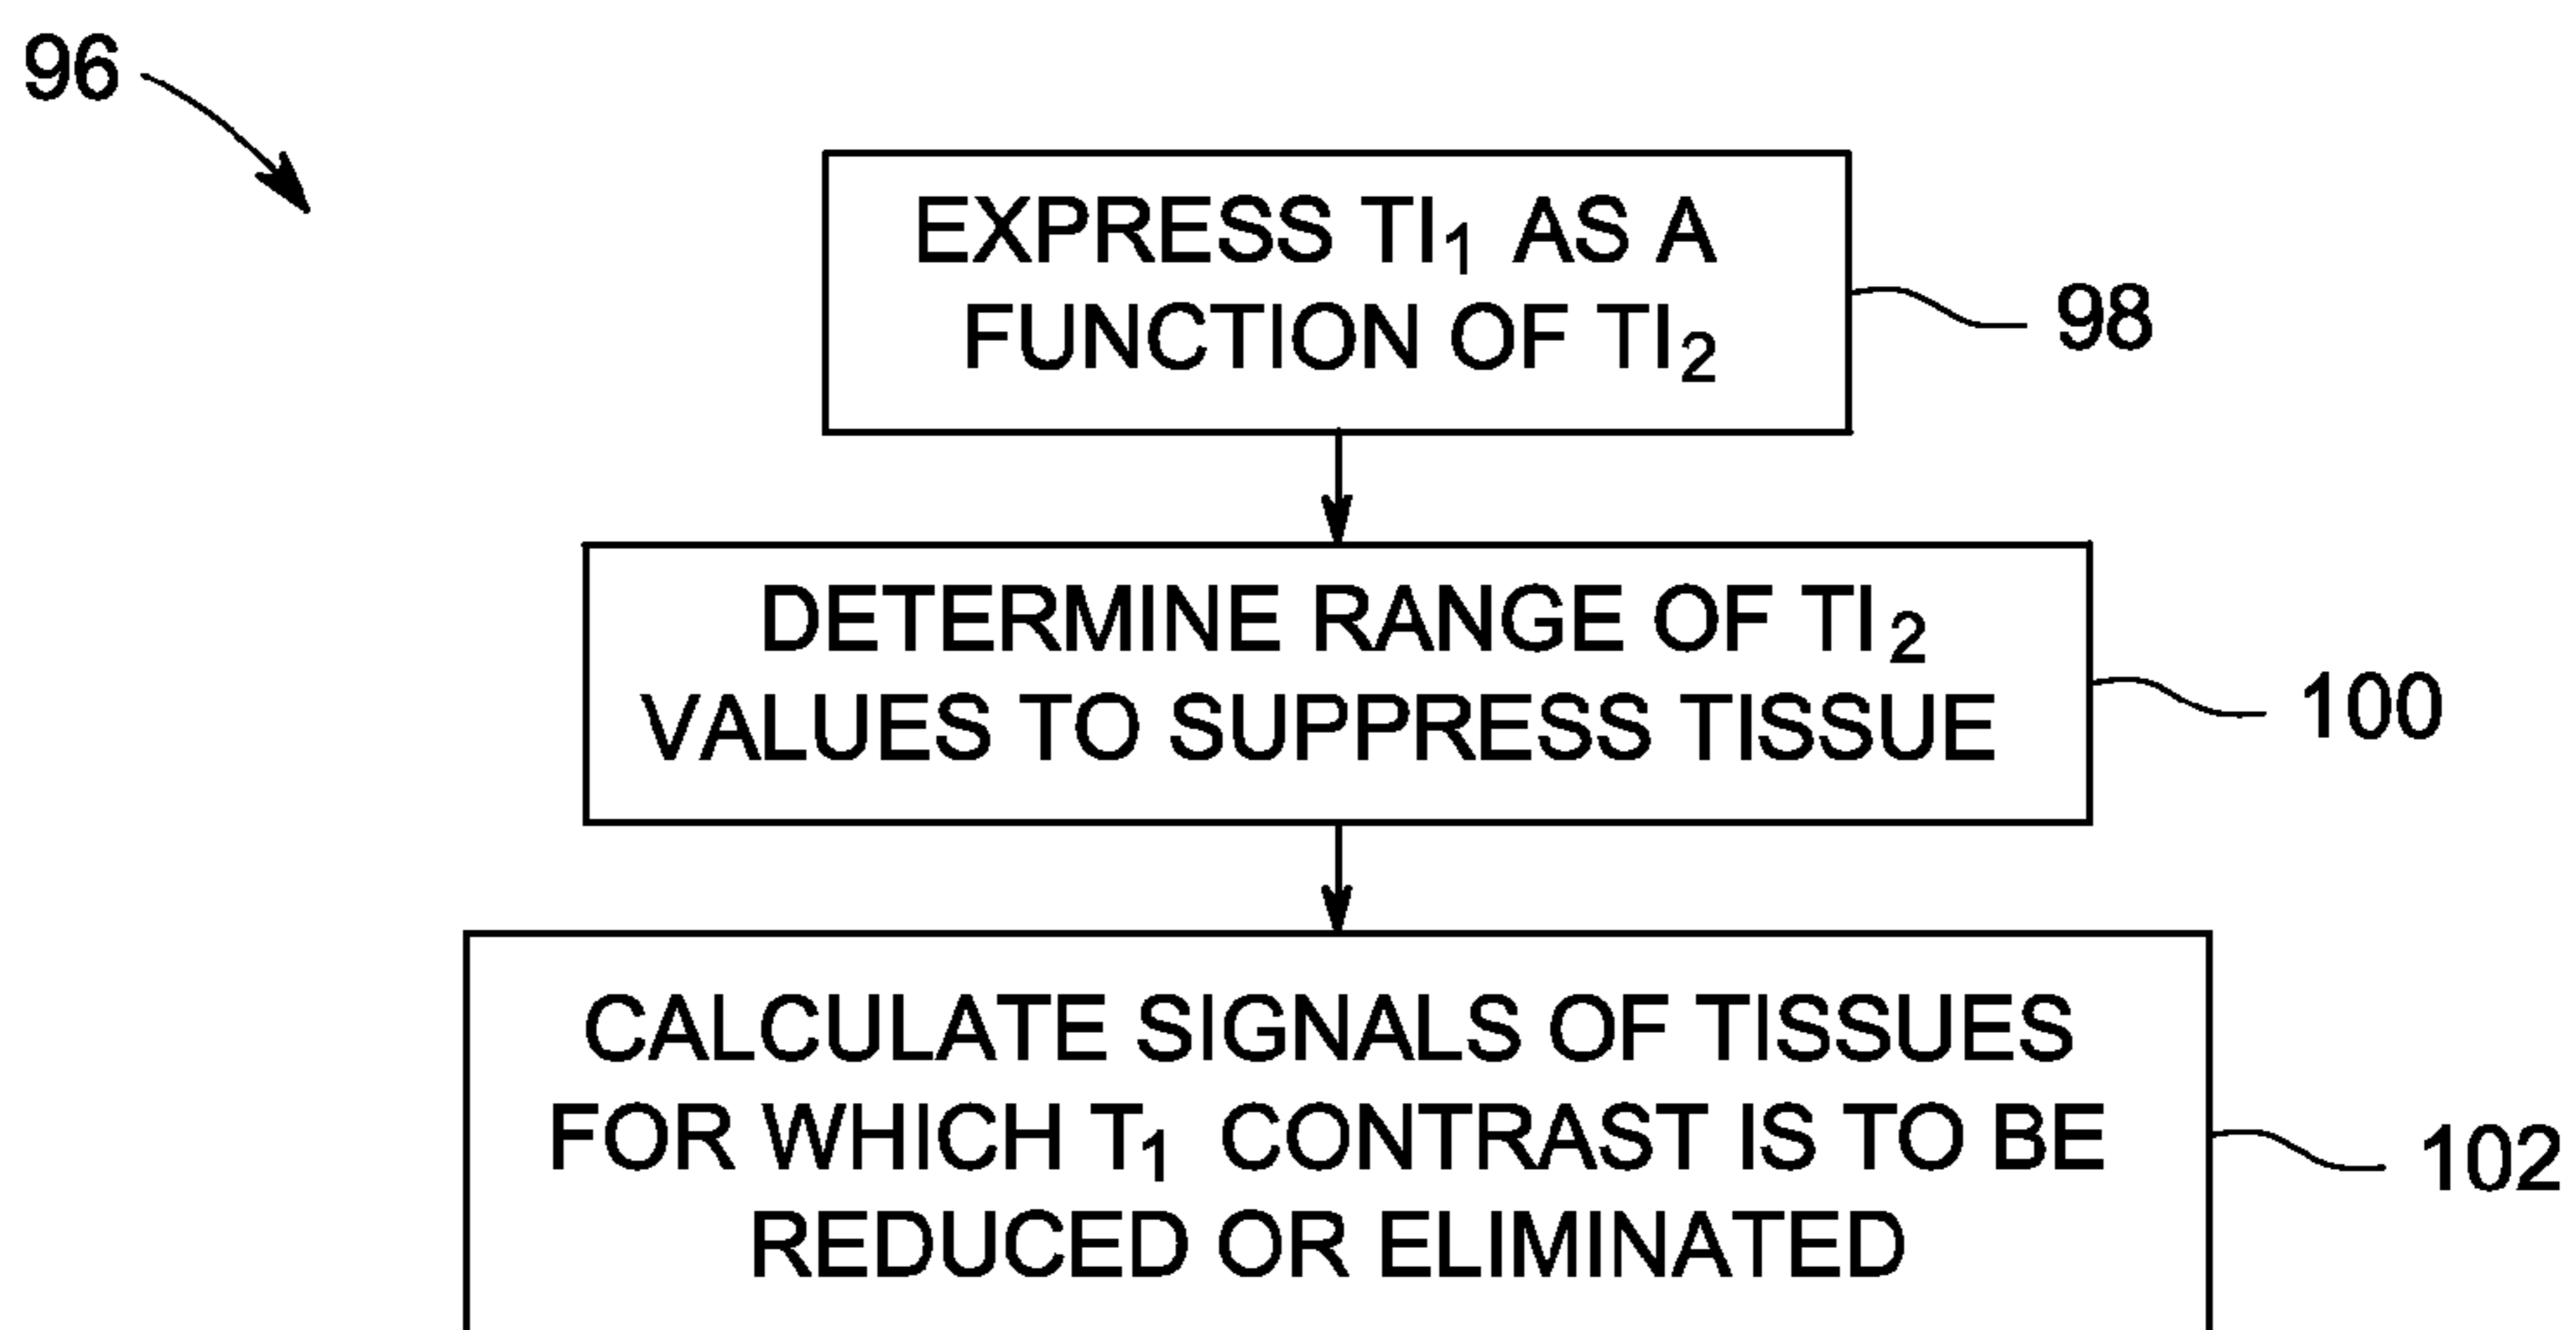 96
EXPRESS TI₁ AS A
FUNCTION OF TI₂
98
DETERMINE RANGE OF TI₂
VALUES TO SUPPRESS TISSUE
100
CALCULATE SIGNALS OF TISSUES
FOR WHICH T₁ CONTRAST IS TO BE
REDUCED OR ELIMINATED
102